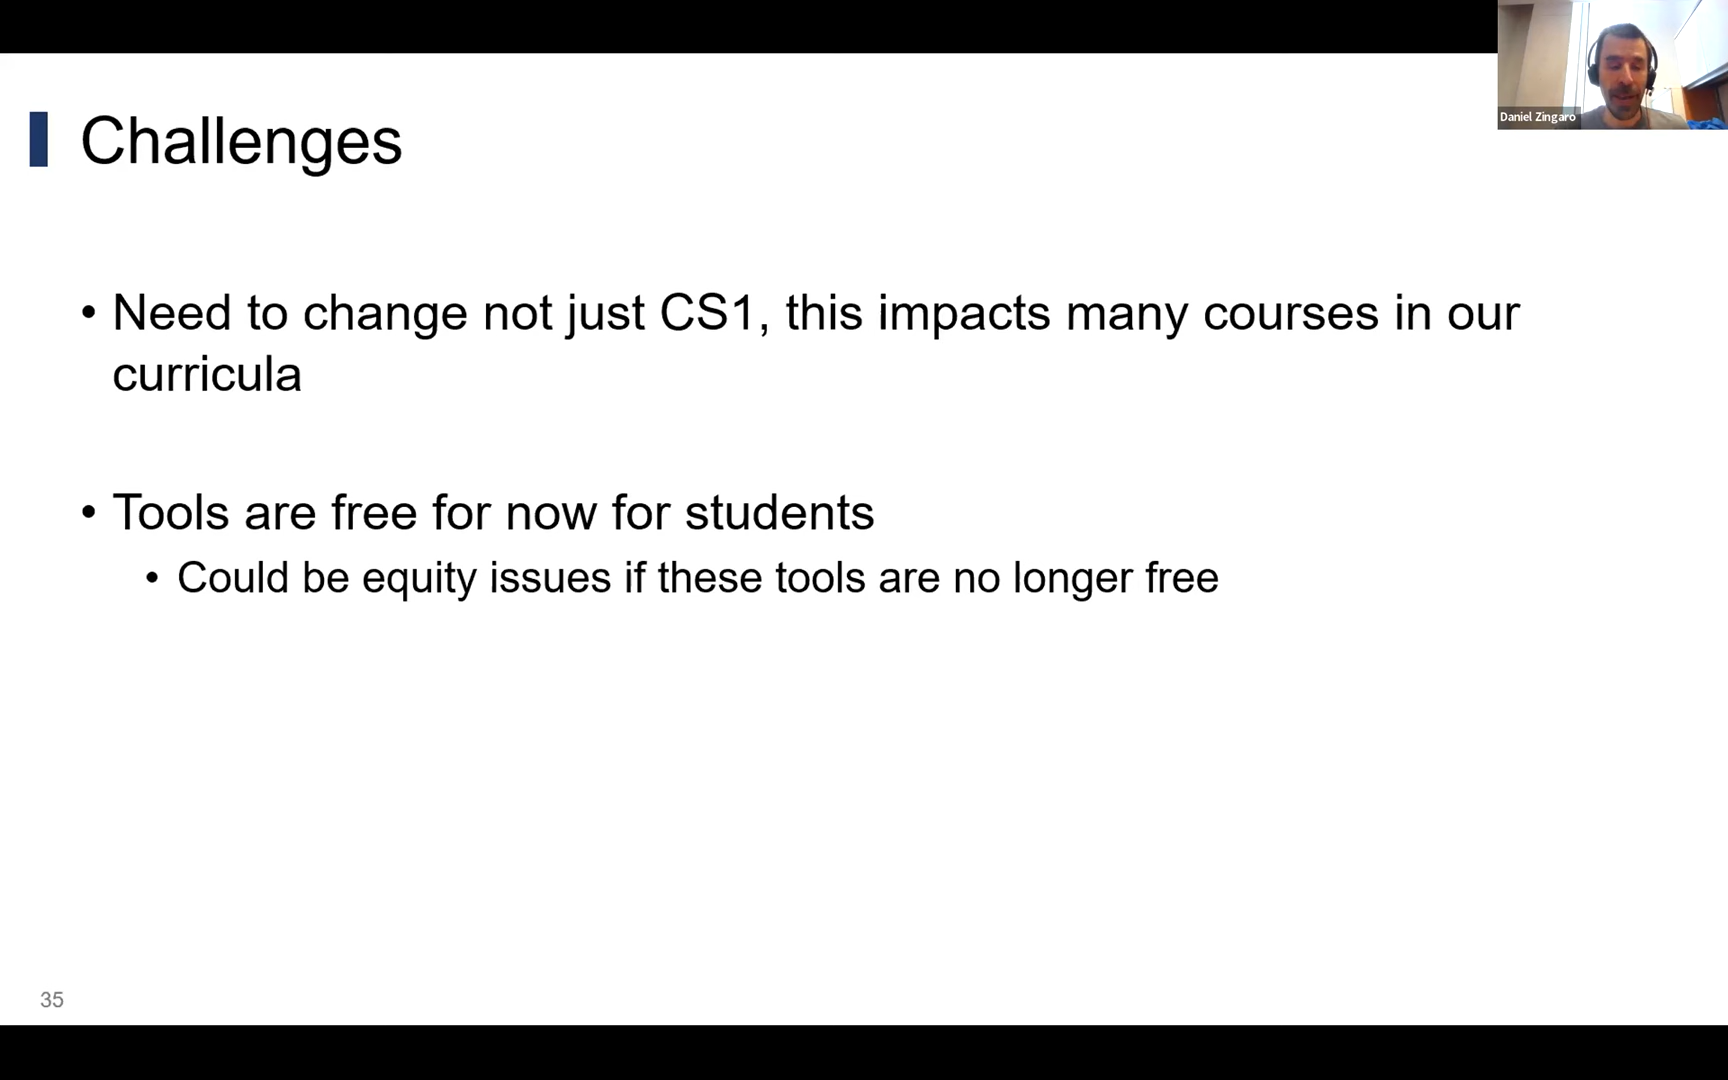 Daniel Zingaro
Challenges
• Need to change not just CS1, this impacts many courses in our
curricula
• Tools are free for now for students
• Could be equity issues if these tools are no longer free
35